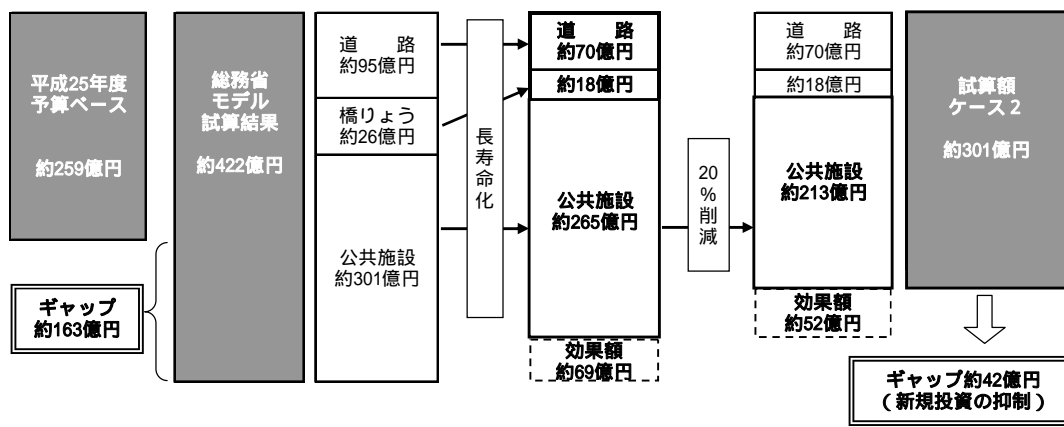 平成25年度
予算ベース
約259億円
ギャップ
約163億円
総務省
モデル
試算結果
約422億円
道　　路
約95億円
橋りょう
約26億円
公共施設
約301億円
長寿命化
道　　路
約70億円
約18億円
公共施設
約265億円
効果額
約69億円
20%削減
道　　路
約70億円
約18億円
公共施設
約213億円
効果額
約52億円
試算額
ケース2
約301億円
ギャップ約42億円
（新規投資の抑制）